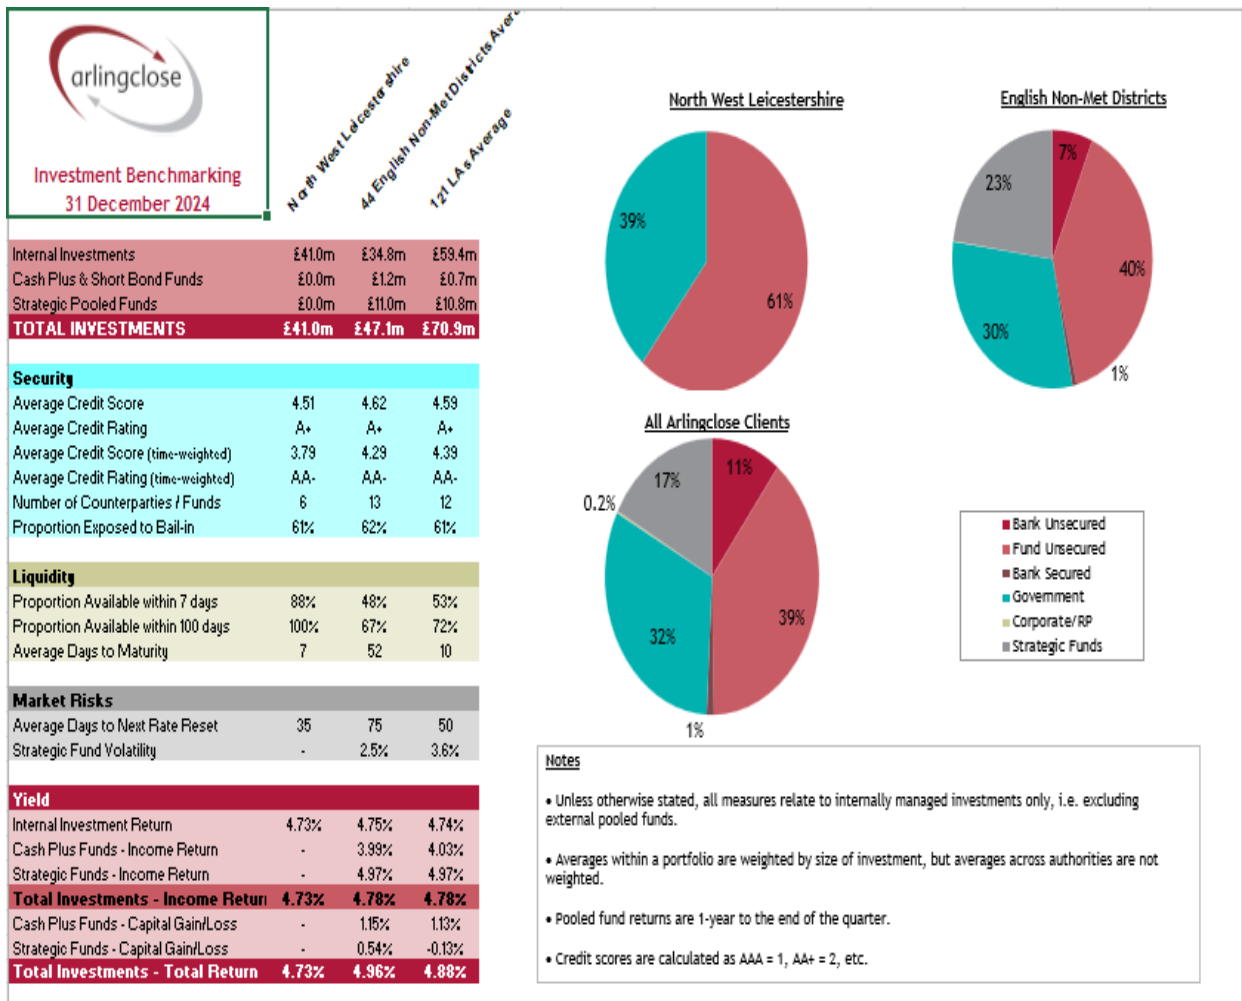 arlingclose
Investment Benchmarking
31 December 2024
North West Leicestershire
44 English Non-Met Districts
121 LAs Average
Internal Investments £41.0m £34.8m £59.4m
Cash Plus & Short Bond Funds £0.0m £1.2m £0.7m
Strategic Pooled Funds £0.0m £11.0m £10.8m
TOTAL INVESTMENTS £41.0m £47.1m £70.9m
Security
Average Credit Score 4.51 4.62 4.59
Average Credit Rating A+ A+ A+
Average Credit Score (time-weighted) 3.79 4.29 4.39
Average Credit Rating (time-weighted) AA- AA- AA-
Number of Counterparties / Funds 6 13 12
Proportion Exposed to Bail-in 61% 62% 61%
Liquidity
Proportion Available within 7 days 88% 48% 53%
Proportion Available within 100 days 100% 67% 72%
Average Days to Maturity 7 52 10
Market Risks
Average Days to Next Rate Reset 35 75 50
Strategic Fund Volatility - 2.5% 3.6%
Yield
Internal Investment Return 4.73% 4.75% 4.74%
Cash Plus Funds - Income Return - 3.99% 4.03%
Strategic Funds - Income Return - 4.97% 4.97%
Total Investments - Income Retur 4.73% 4.78% 4.78%
Cash Plus Funds - Capital Gain/Loss - 1.15% 1.13%
Strategic Funds - Capital Gain/Loss - 0.54% -0.13%
Total Investments - Total Return 4.73% 4.96% 4.88%
North West Leicestershire
39%
61%
English Non-Met Districts
7%
23%
40%
30%
1%
All Arlingclose Clients
11%
17%
0.2%
39%
32%
1%
Bank Unsecured
Fund Unsecured
Bank Secured
Government
Corporate/RP
Strategic Funds
Notes
• Unless otherwise stated, all measures relate to internally managed investments only, i.e. excluding
external pooled funds.
• Averages within a portfolio are weighted by size of investment, but averages across authorities are not
weighted.
• Pooled fund returns are 1-year to the end of the quarter.
• Credit scores are calculated as AAA = 1, AA+ = 2, etc.